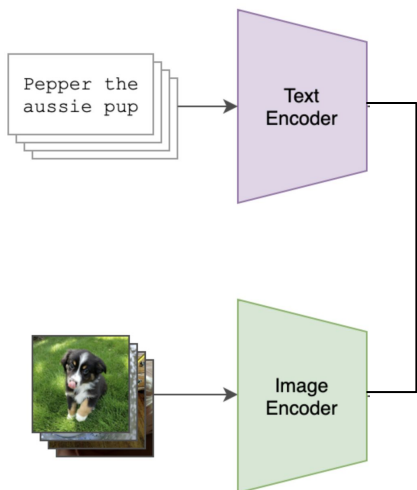 Pepper the
aussie pup
Text
Encoder
Image
Encoder